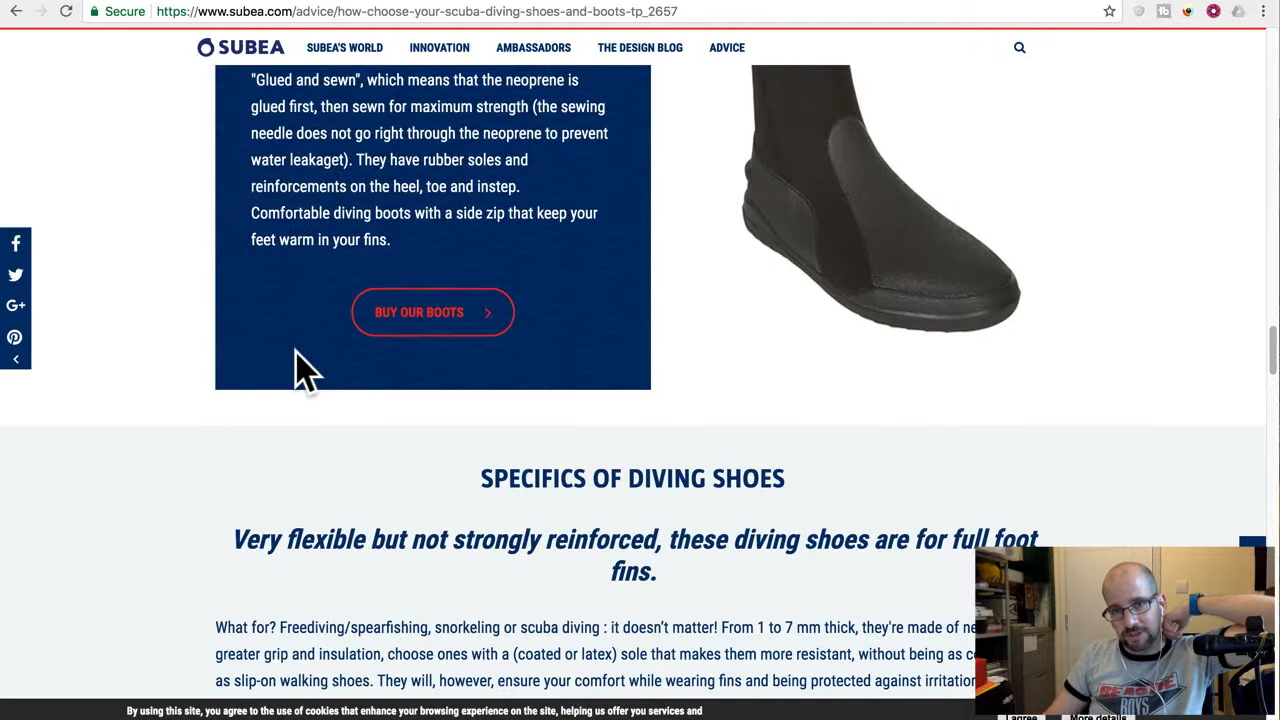 Secure
https://www.subea.com/advice/how-choose-your-scuba-diving-shoes-and-boots-tp_2657
SUBEA
SUBEA'S WORLD
INNOVATION
AMBASSADORS
THE DESIGN BLOG
ADVICE
"Glued and sewn", which means that the neoprene is
glued first, then sewn for maximum strength (the sewing
needle does not go right through the neoprene to prevent
water leakaget). They have rubber soles and
reinforcements on the heel, toe and instep.
Comfortable diving boots with a side zip that keep your
feet warm in your fins.
BUY OUR BOOTS
SPECIFICS OF DIVING SHOES
Very flexible but not strongly reinforced, these diving shoes are for full foot
fins.
What for? Freediving/spearfishing, snorkeling or scuba diving : it doesn't matter! From 1 to 7 mm thick, they're made of
greater grip and insulation, choose ones with a (coated or latex) sole that makes them more resistant, without being as
as slip-on walking shoes. They will, however, ensure your comfort while wearing fins and being protected against irritation
BEASTIE
BOYS
By using this site, you agree to the use of cookies that enhance your browsing experience on the site, helping us offer you services and
I agree
More details